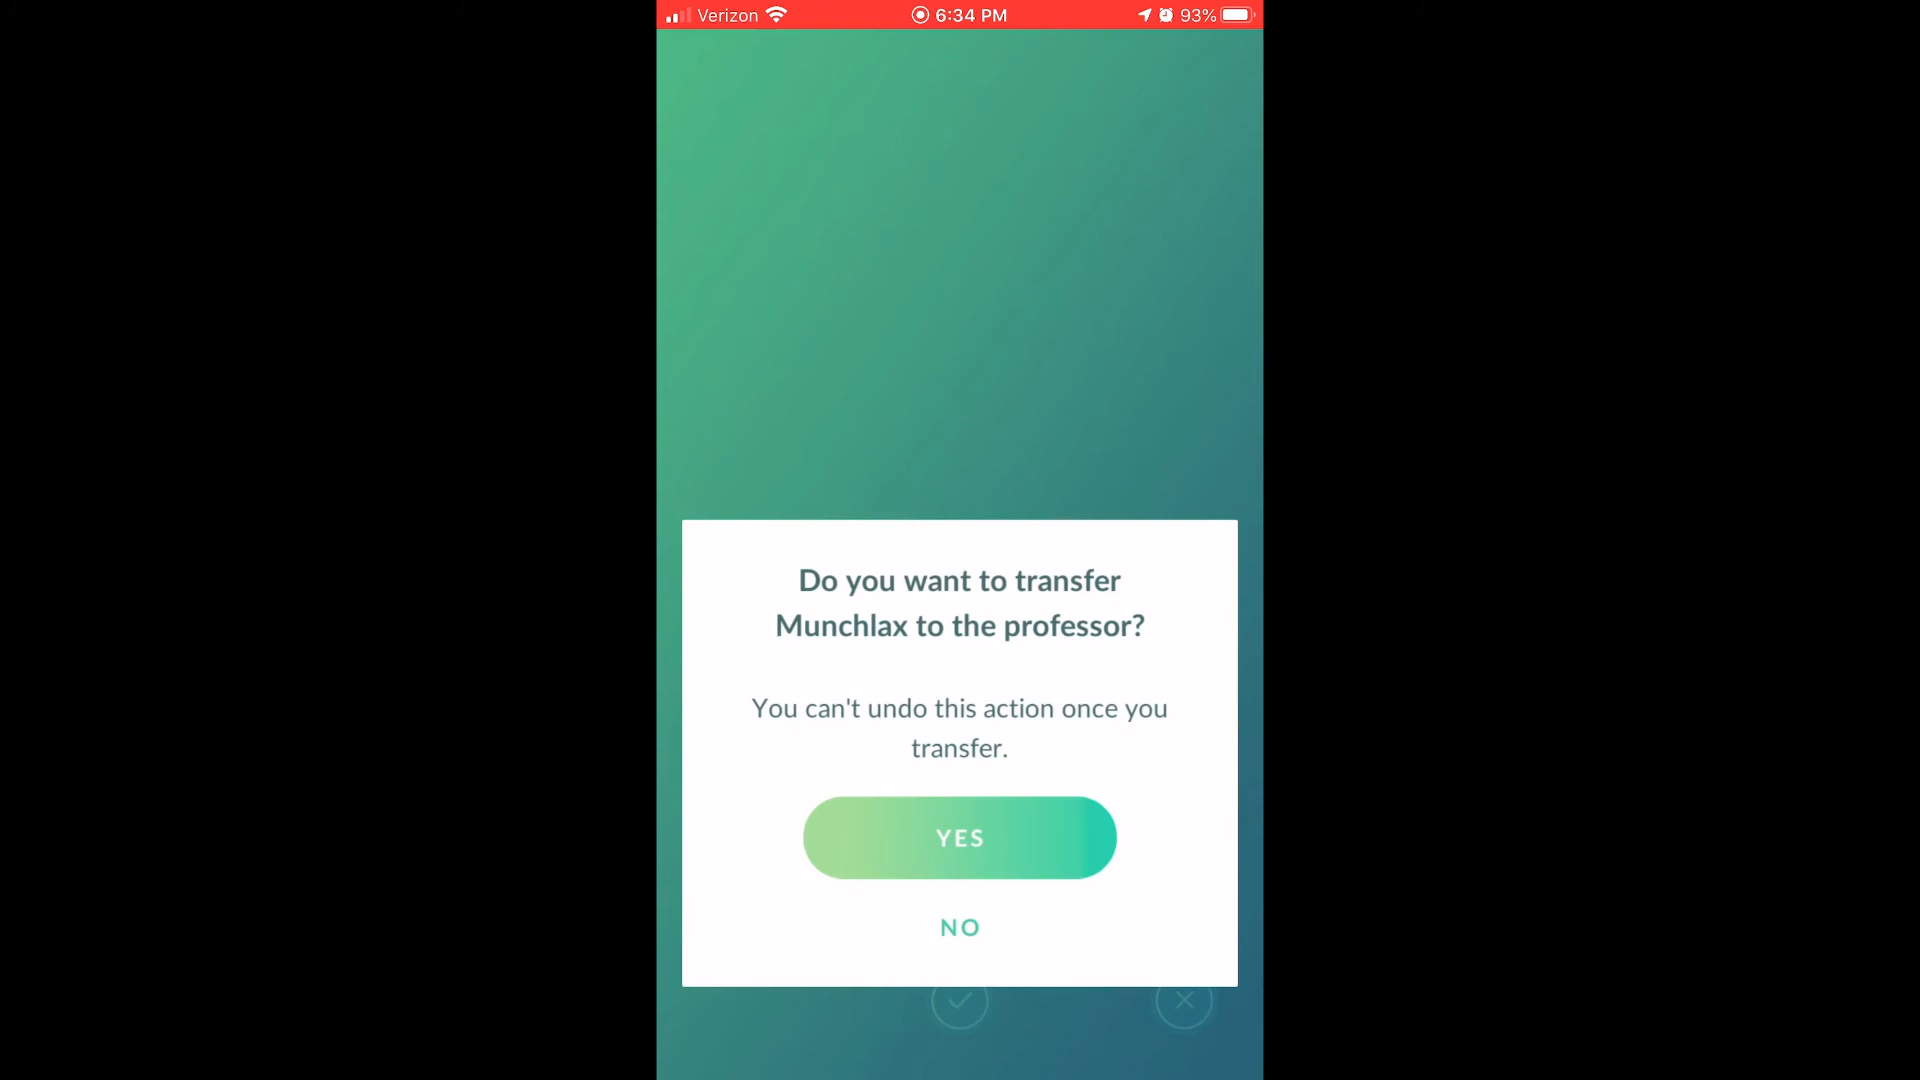 Verizon 6:34 PM 93%
Do you want to transfer
Munchlax to the professor?
You can't undo this action once you
transfer.
YES
NO